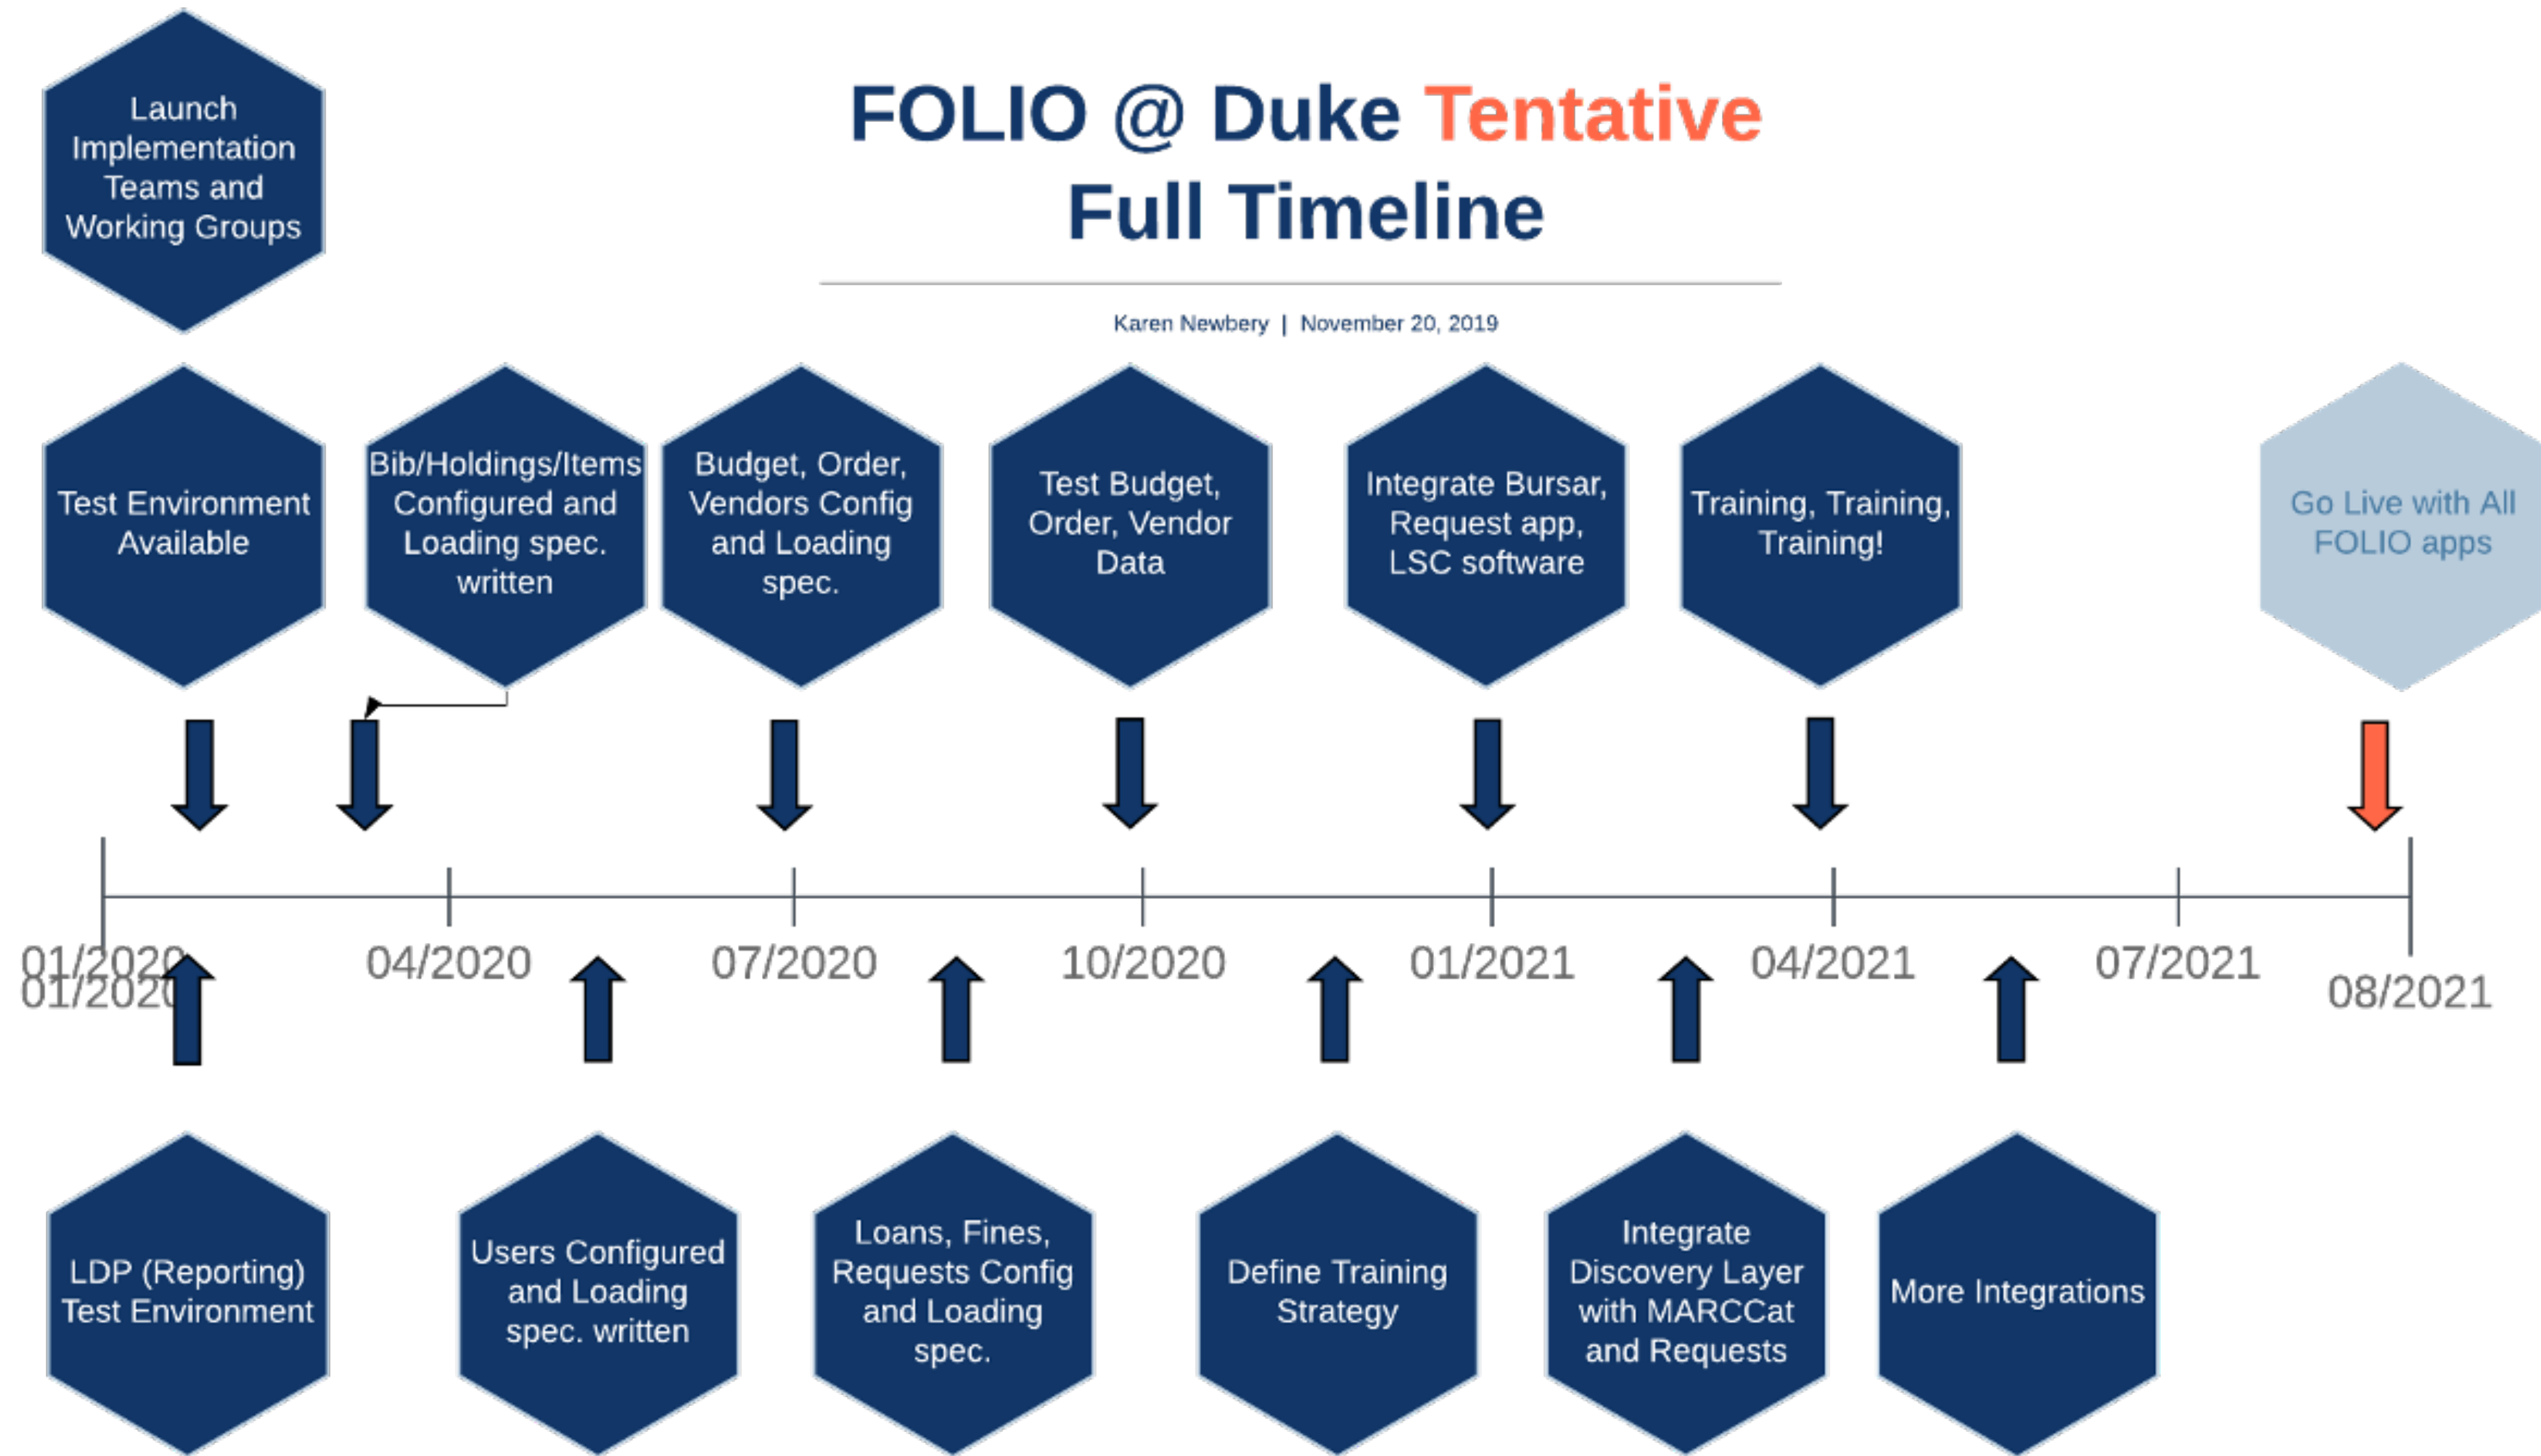 Launch
Implementation
Teams and
Working Groups
FOLIO @ Duke Tentative
Full Timeline
Karen Newbery | November 20, 2019
Test Environment
Available
Bib/Holdings/Items
Configured and
Loading spec.
written
Budget, Order,
Vendors Config
and Loading
spec.
Test Budget,
Order, Vendor
Data
Integrate Bursar,
Request app,
LSC software
Training, Training,
Training!
Go Live with All
FOLIO apps
01/2020
01/2020
04/2020
07/2020
10/2020
01/2021
04/2021
07/2021
08/2021
LDP (Reporting)
Test Environment
Users Configured
and Loading
spec. written
Loans, Fines,
Requests Config
and Loading
spec.
Define Training
Strategy
Integrate
Discovery Layer
with MARCCat
and Requests
More Integrations